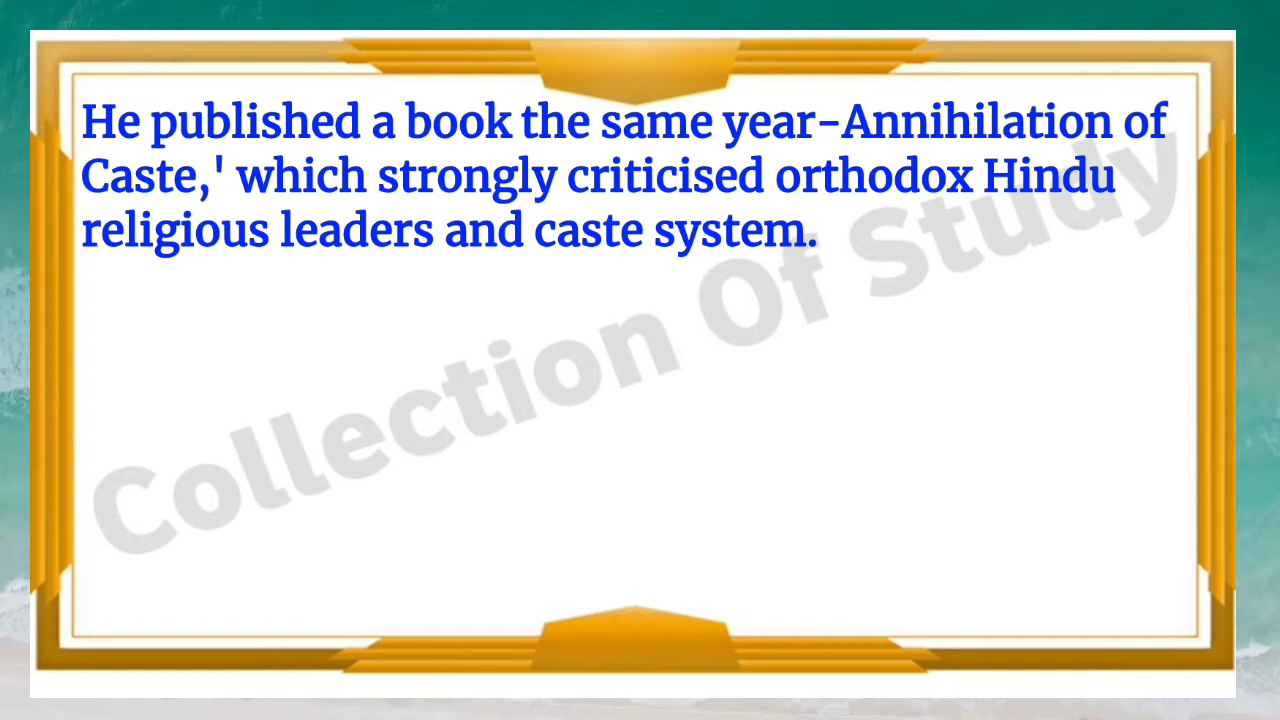 He published a book the same year-Annihilation of
Caste,' which strongly criticised orthodox Hindu
religious leaders and caste system.
Collection Of Study